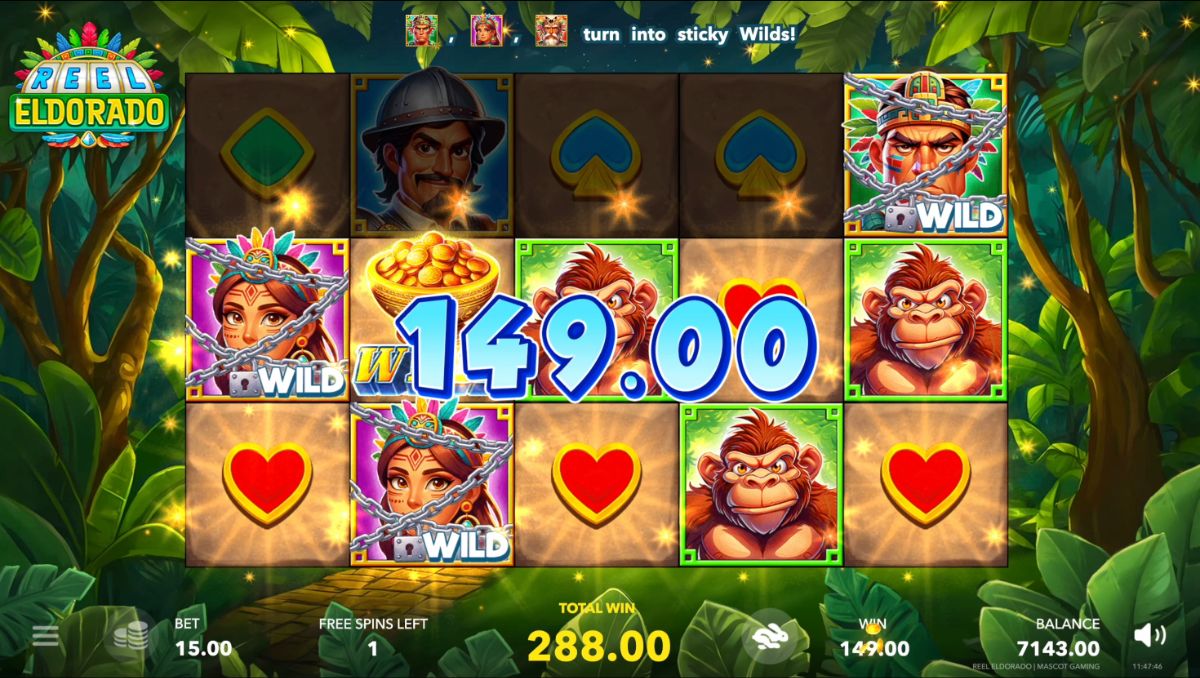 , , turn into sticky Wilds!
REEL
ELDORADO
WILD
WILD
149.00
WILD
BET
15.00
FREE SPINS LEFT
1
TOTAL WIN
288.00
WIN
149.00
BALANCE
7143.00
REEL ELDORADO | MASCOT GAMING
11:47:46